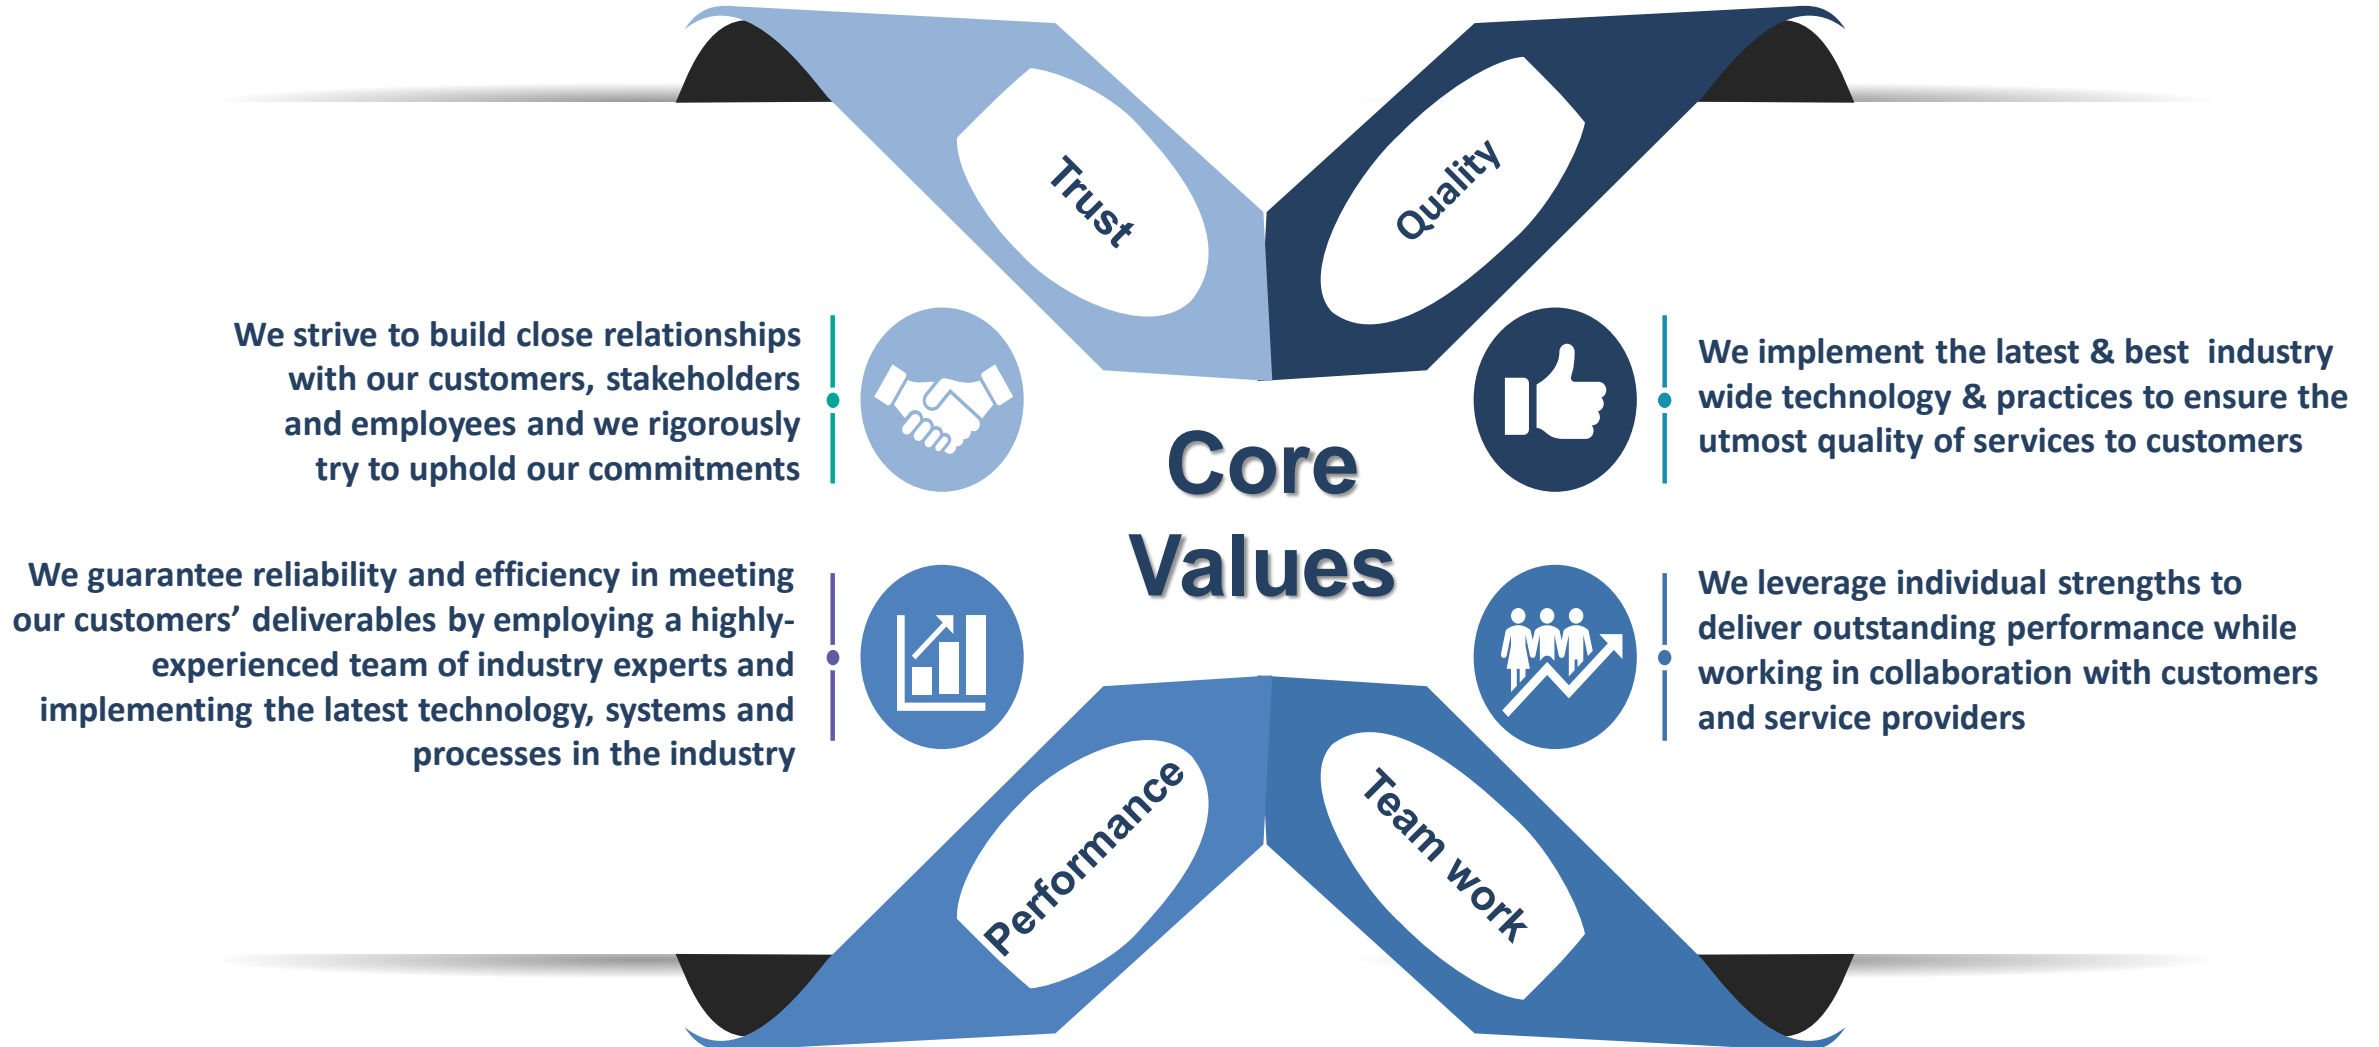 Trust
Quality
We strive to build close relationships
with our customers, stakeholders
and employees and we rigorously
try to uphold our commitments
We implement the latest & best  industry
wide technology & practices to ensure the
utmost quality of services to customers
Core
Values
We guarantee reliability and efficiency in meeting
our customers’ deliverables by employing a highly-
experienced team of industry experts and
implementing the latest technology, systems and
processes in the industry
We leverage individual strengths to
deliver outstanding performance while
working in collaboration with customers
and service providers
Performance
Team work